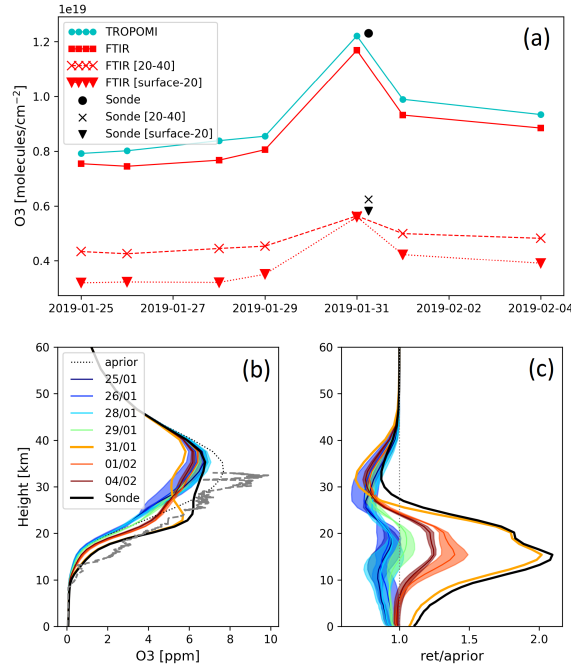 1e19
(a)
TROPOMI
FTIR
FTIR [20-40]
FTIR [surface-20]
Sonde
Sonde [20-40]
Sonde [surface-20]
1.2
1.0
0.8
0.6
0.4
O3 [molecules/cm⁻²]
2019-01-25 2019-01-27 2019-01-29 2019-01-31 2019-02-02 2019-02-04
(b)
aprior
25/01
26/01
28/01
29/01
31/01
01/02
04/02
Sonde
60
50
40
30
20
10
0
Height [km]
0 2 4 6 8 10
O3 [ppm]
(c)
60
50
40
30
20
10
0
1.0 1.5 2.0
ret/aprior